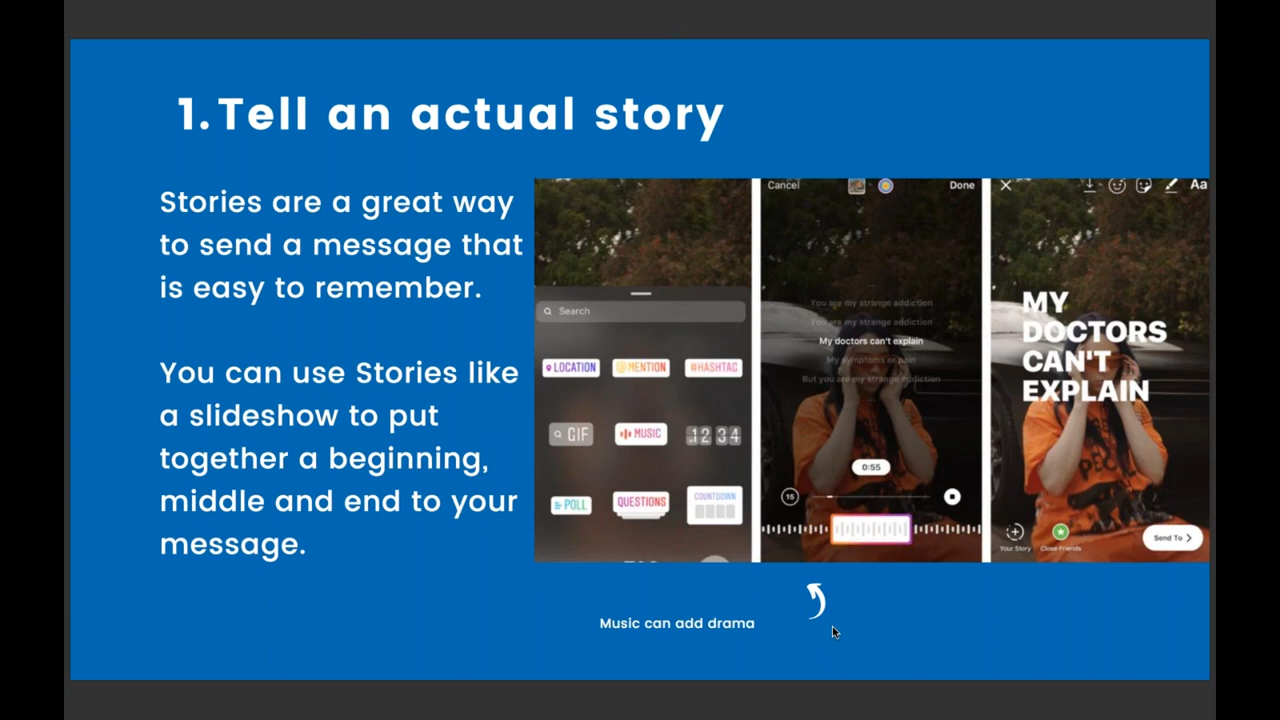 1. Tell an actual story
Stories are a great way
to send a message that
is easy to remember.
You can use Stories like
a slideshow to put
together a beginning,
middle and end to your
message.
Search
LOCATION
@MENTION
#HASHTAG
GIF
MUSIC
12 34
POLL
QUESTIONS
COUNTDOWN
Cancel
Done
You are my strange addiction
You are my strange addiction
My doctors can't explain
My symptoms or pain
But you are my strange addiction
0:55
15
Aa
MY
DOCTORS
CAN'T
EXPLAIN
Your Story
Close Friends
Send To
Music can add drama